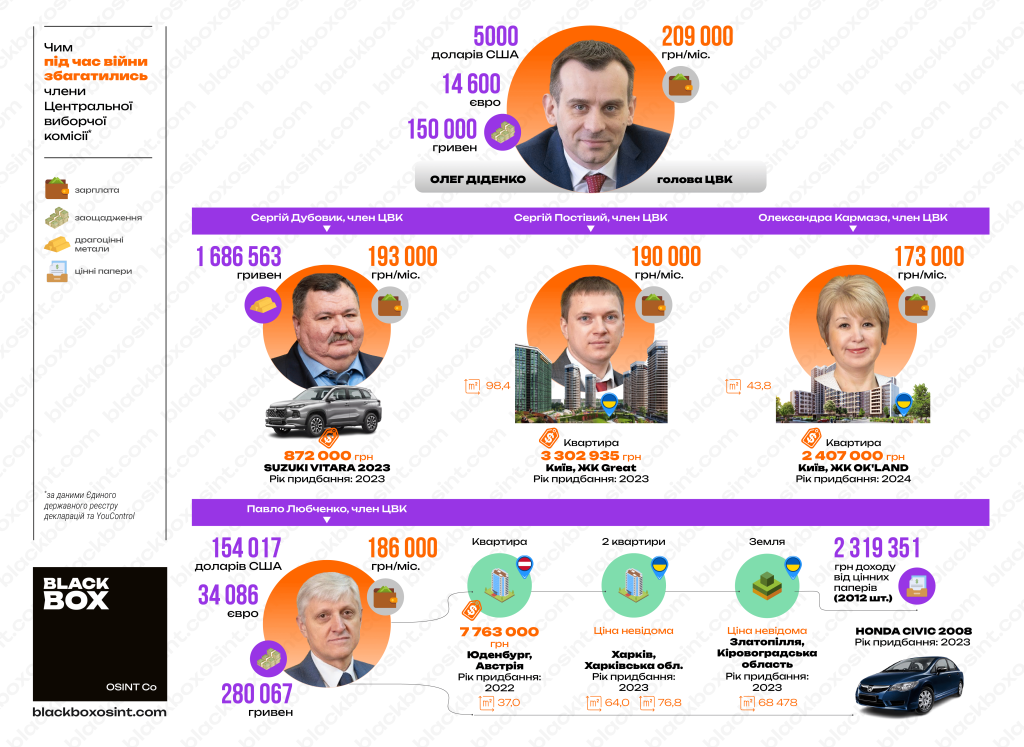 Чим
під час війни
збагатились
члени
Центральної
виборчої
комісії*
зарплата
заощадження
драгоцінні
метали
цінні папери
*за даними Єдиного
державного реєстру
декларацій та YouControl
BLACK
BOX
OSINT Co
blackboxosint.com
5000
доларів США
14 600
євро
150 000
гривен
209 000
грн/міс.
ОЛЕГ ДІДЕНКО
голова ЦВК
Сергій Дубовик, член ЦВК
1 686 563
гривен
193 000
грн/міс.
872 000 грн
SUZUKI VITARA 2023
Рік придбання: 2023
Сергій Постівий, член ЦВК
190 000
грн/міс.
m² 98,4
Квартира
3 302 935 грн
Київ, ЖК Great
Рік придбання: 2023
Олександра Кармаза, член ЦВК
173 000
грн/міс.
m² 43,8
Квартира
2 407 000 грн
Київ, ЖК OK'LAND
Рік придбання: 2024
Павло Любченко, член ЦВК
154 017
доларів США
34 086
євро
280 067
гривен
186 000
грн/міс.
Квартира
7 763 000
грн
Юденбург,
Австрія
Рік придбання:
2022
m² 37,0
2 квартири
Ціна невідома
Харків,
Харківська обл.
Рік придбання:
2023
m² 64,0 m² 76,8
Земля
Ціна невідома
Златопілля,
Кіровоградська
область
Рік придбання:
2023
m² 68 478
2 319 351
грн доходу
від цінних
паперів
(2012 шт.)
HONDA CIVIC 2008
Рік придбання: 2023